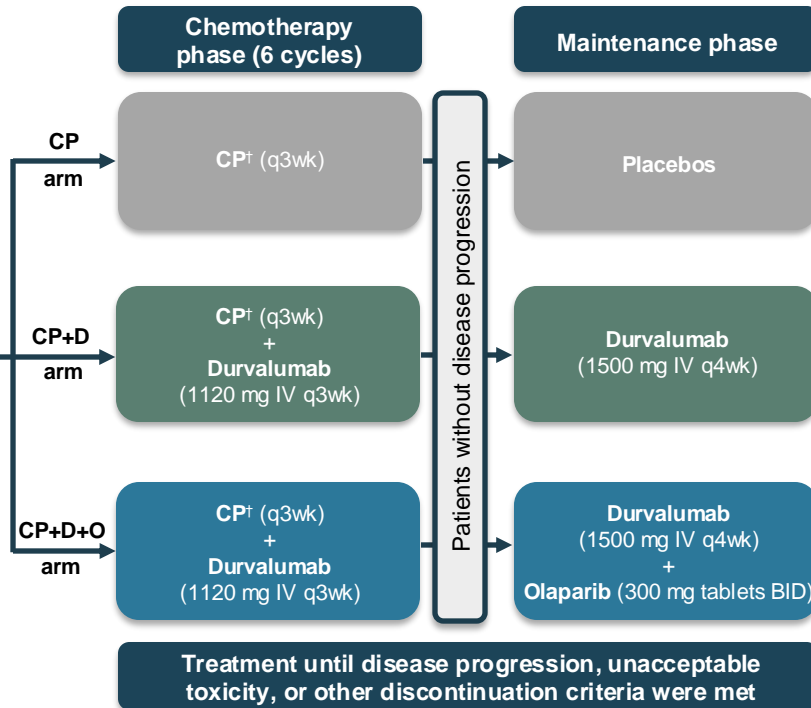 Chemotherapy
phase (6 cycles)
Maintenance phase
CP
arm
CP† (q3wk)
Patients without disease progression
Placebos
CP+D
arm
CP† (q3wk)
+
Durvalumab
(1120 mg IV q3wk)
Durvalumab
(1500 mg IV q4wk)
CP+D+O
arm
CP† (q3wk)
+
Durvalumab
(1120 mg IV q3wk)
Durvalumab
(1500 mg IV q4wk)
+
Olaparib (300 mg tablets BID)
Treatment until disease progression, unacceptable
toxicity, or other discontinuation criteria were met